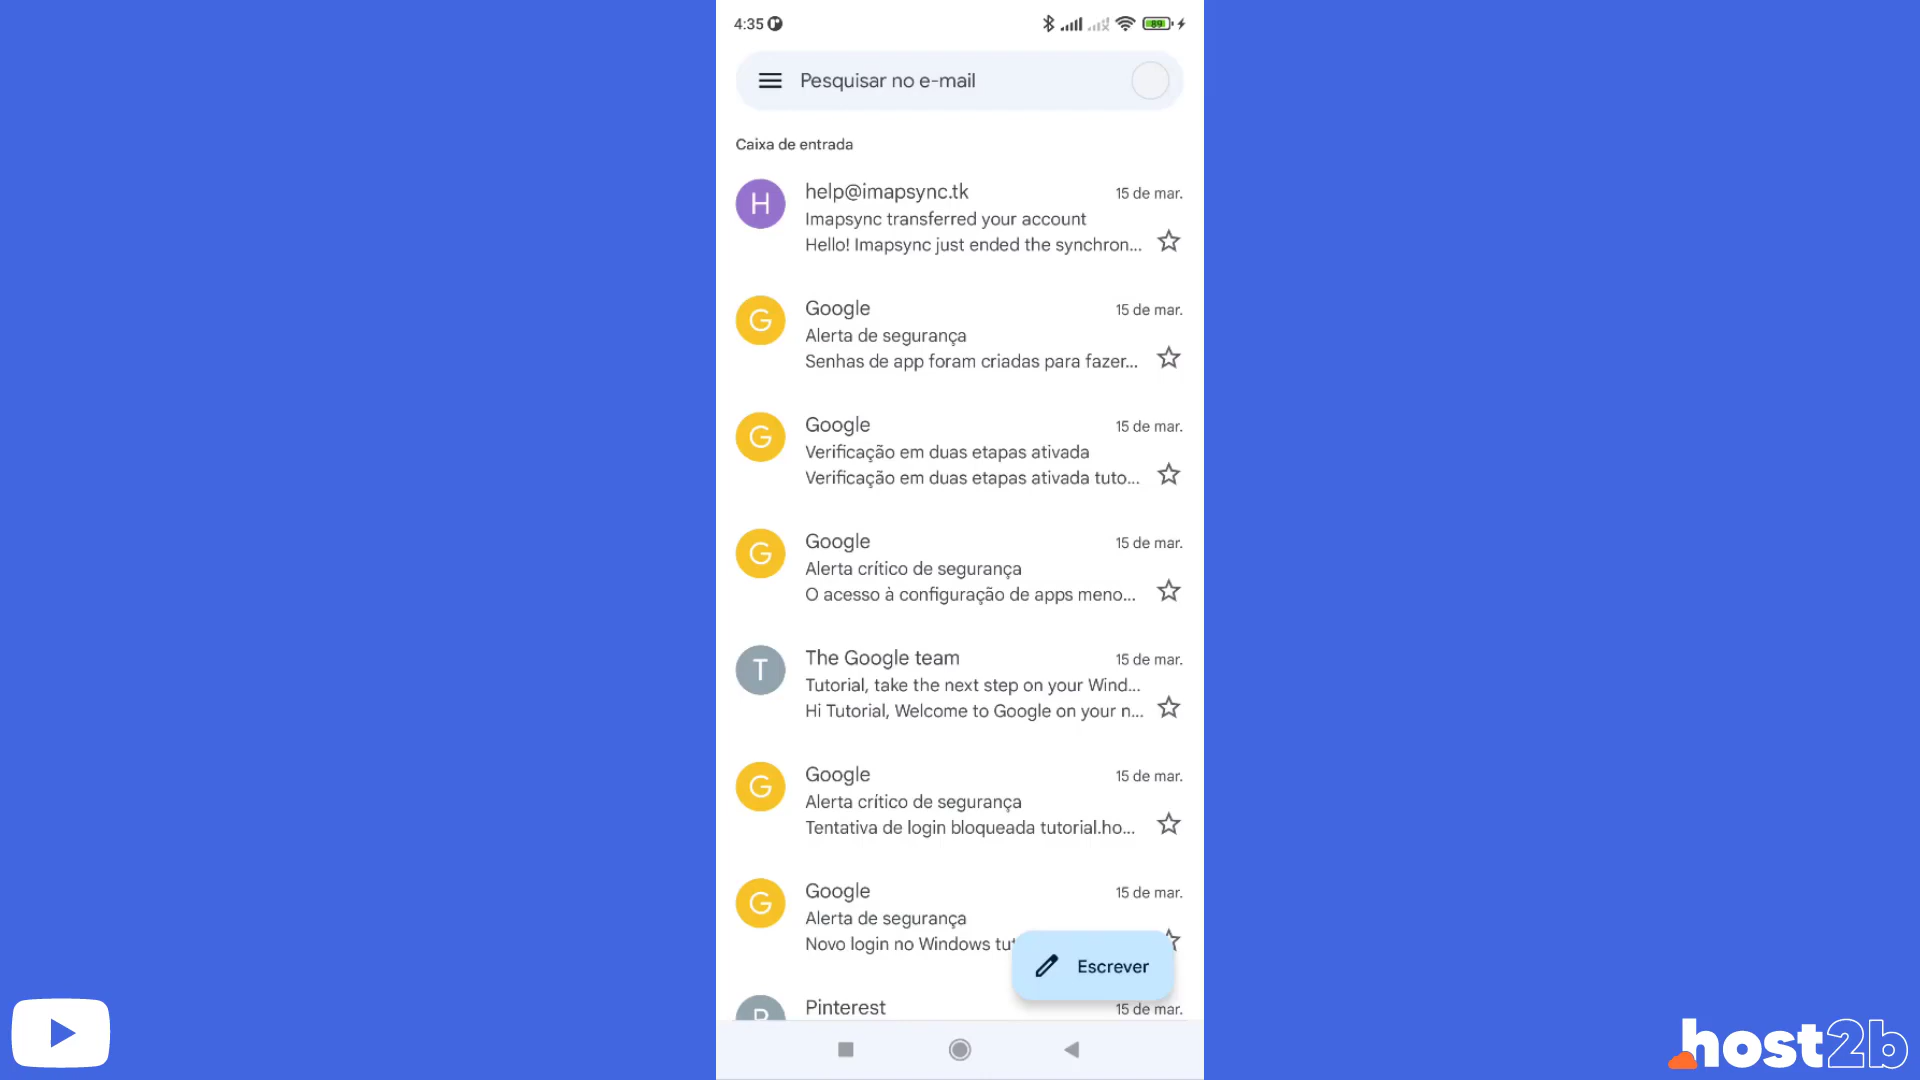 4:35
89
Pesquisar no e-mail
Caixa de entrada
H
help@imapsync.tk
15 de mar.
Imapsync transferred your account
Hello! Imapsync just ended the synchron...
G
Google
15 de mar.
Alerta de segurança
Senhas de app foram criadas para fazer...
G
Google
15 de mar.
Verificação em duas etapas ativada
Verificação em duas etapas ativada tuto...
G
Google
15 de mar.
Alerta crítico de segurança
O acesso à configuração de apps meno...
T
The Google team
15 de mar.
Tutorial, take the next step on your Wind...
Hi Tutorial, Welcome to Google on your n...
G
Google
15 de mar.
Alerta crítico de segurança
Tentativa de login bloqueada tutorial.ho...
G
Google
15 de mar.
Alerta de segurança
Novo login no Windows tut
Escrever
P
Pinterest
15 de mar.
host2b